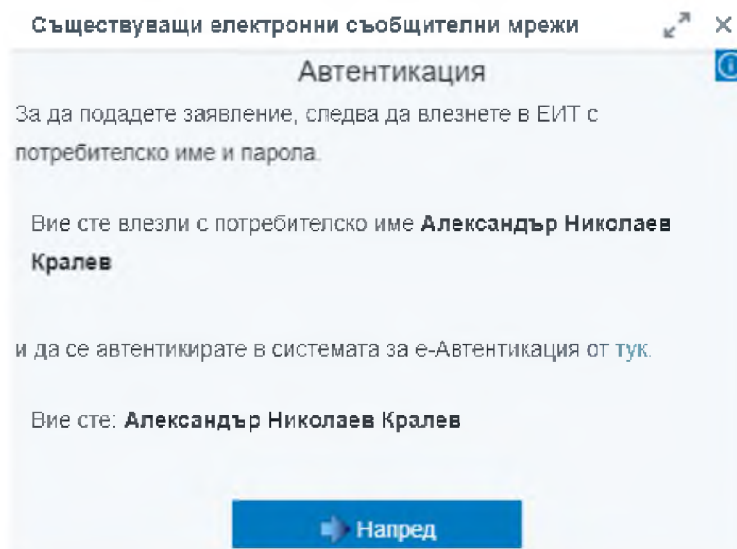 Съществуващи електронни съобщителни мрежи
Автентикация
За да подадете заявление, следва да влезнете в ЕИТ с
потребителско име и парола.
Вие сте влезли с потребителско име Александър Николаев
Кралев
и да се автентикирате в системата за е-Автентикация от тук.
Вие сте: Александър Николаев Кралев
Напред